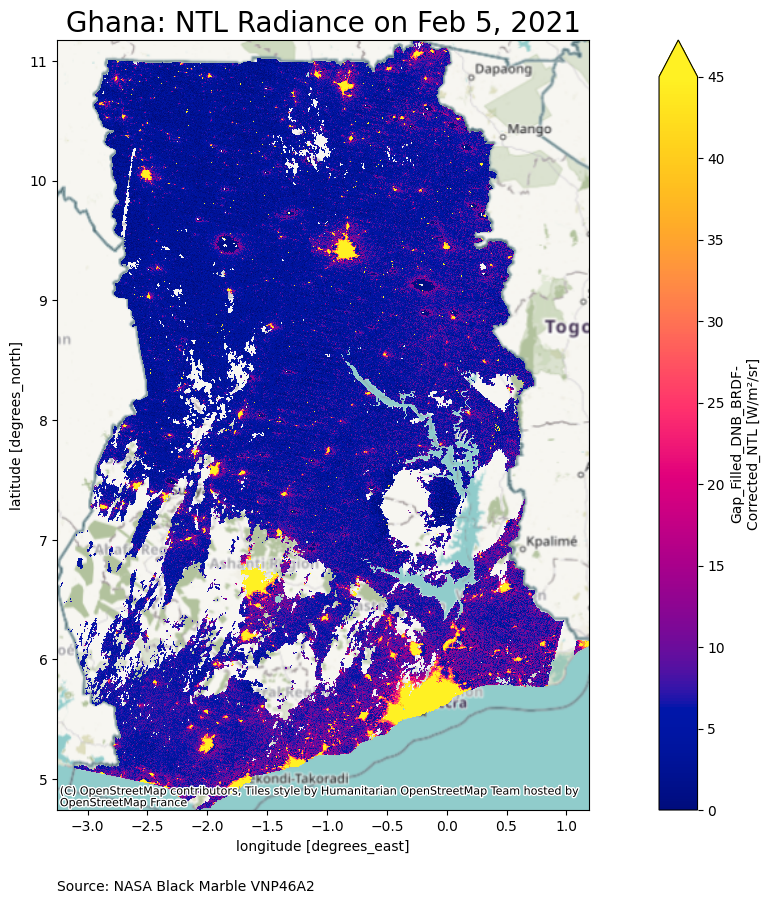 Ghana: NTL Radiance on Feb 5, 2021
11
10
9
8
7
6
5
latitude [degrees_north]
Dapaong
Mango
Togo
an
Ashanti Region
Kpalimé
ekondi-Takoradi
(C) OpenStreetMap contributors, Tiles style by Humanitarian OpenStreetMap Team hosted by
OpenStreetMap France
−3.0 −2.5 −2.0 −1.5 −1.0 −0.5 0.0 0.5 1.0
longitude [degrees_east]
45
40
35
30
25
20
15
10
5
0
Gap_Filled_DNB_BRDF-
Corrected_NTL [W/m²/sr]
Source: NASA Black Marble VNP46A2